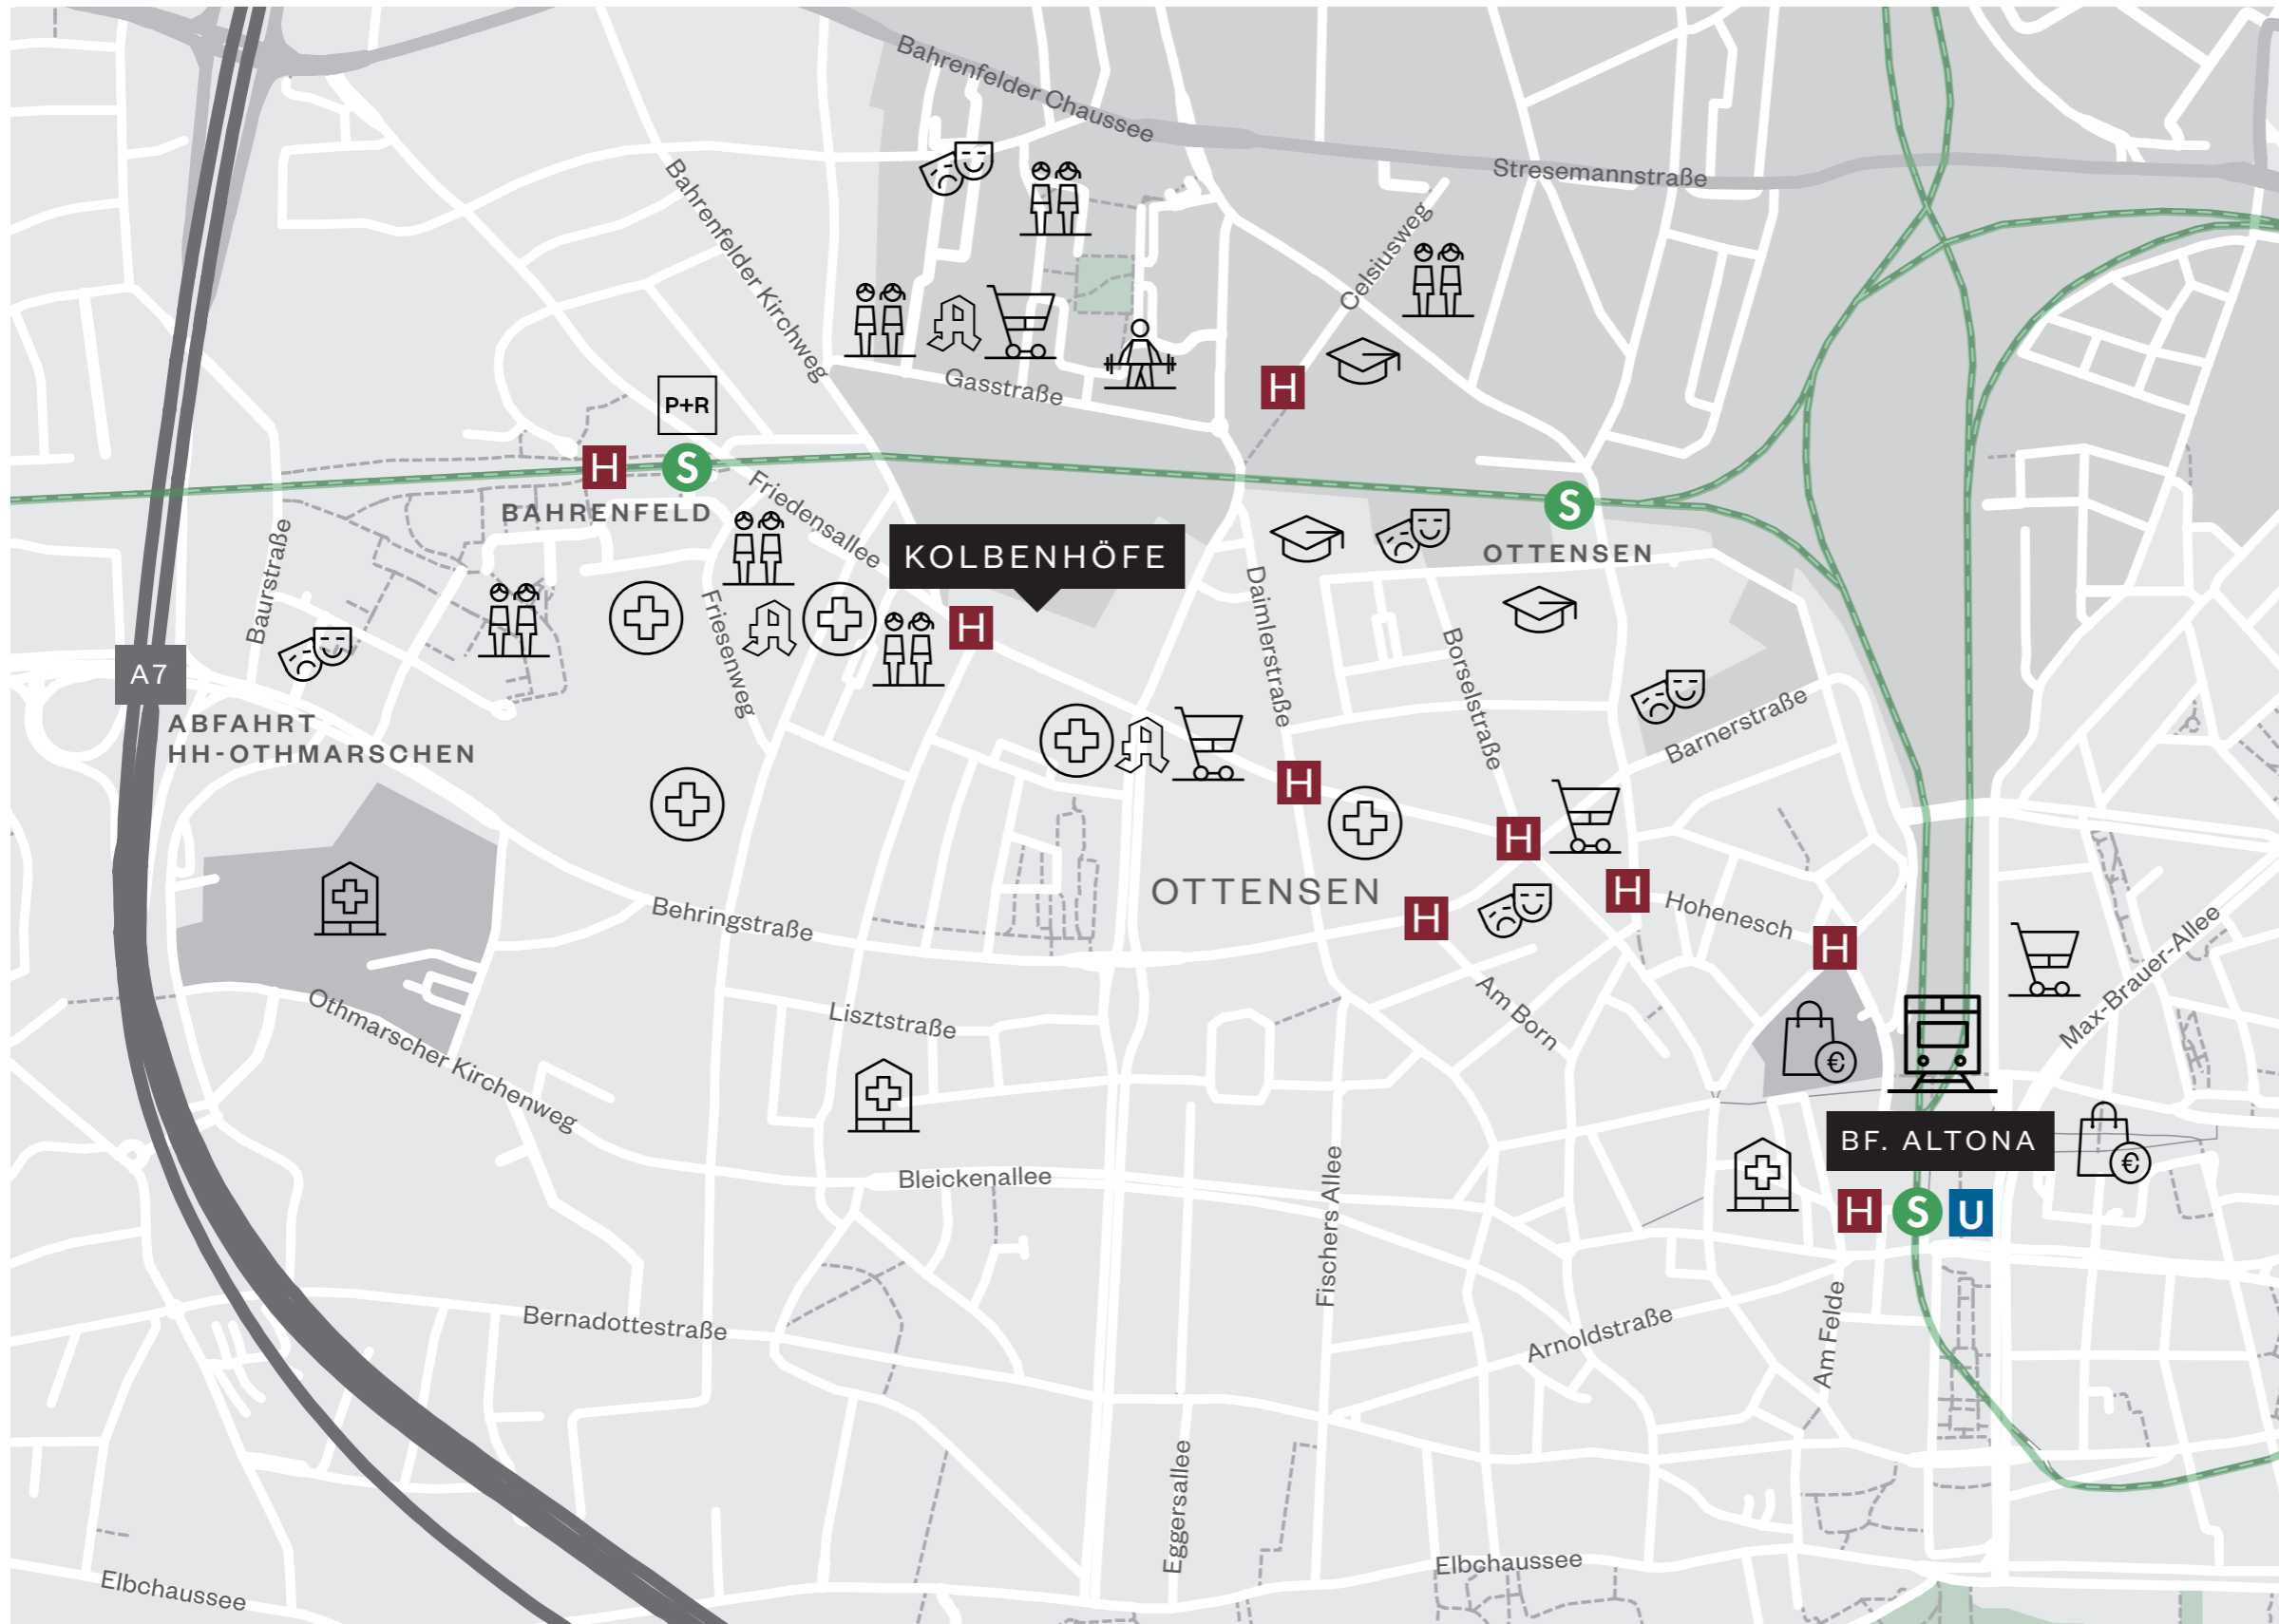 Bahrenfelder Chaussee
Stresemannstraße
Bahrenfelder Kirchweg
Celsiusweg
A
Gasstraße
H
P+R
H
S
BAHRENFELD
Friedensallee
S
OTTENSEN
KOLBENHÖFE
Baurstraße
Friesenweg
A
H
Daimlerstraße
Borselstraße
A7
ABFAHRT
HH-OTHMARSCHEN
Barnerstraße
A
H
H
OTTENSEN
H
H
Hohenesch
H
Behringstraße
Max-Brauer-Allee
Am Born
Othmarscher Kirchenweg
Lisztstraße
€
BF. ALTONA
€
Bleickenallee
H
S
U
Fischers Allee
Bernadottestraße
Arnoldstraße
Am Felde
Eggersallee
Elbchaussee
Elbchaussee